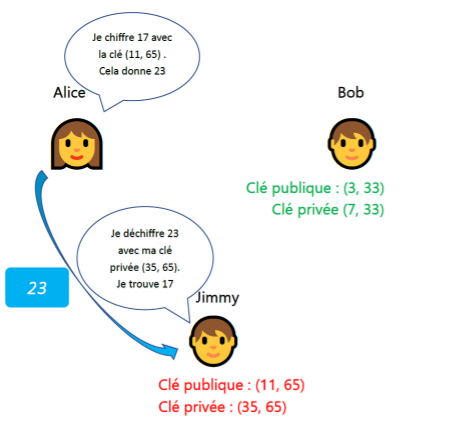 Je chiffre 17 avec
la clé (11, 65) .
Cela donne 23
Alice
Bob
Clé publique : (3, 33)
Clé privée (7, 33)
Je déchiffre 23
avec ma clé
privée (35, 65).
Je trouve 17
23
Jimmy
Clé publique : (11, 65)
Clé privée : (35, 65)